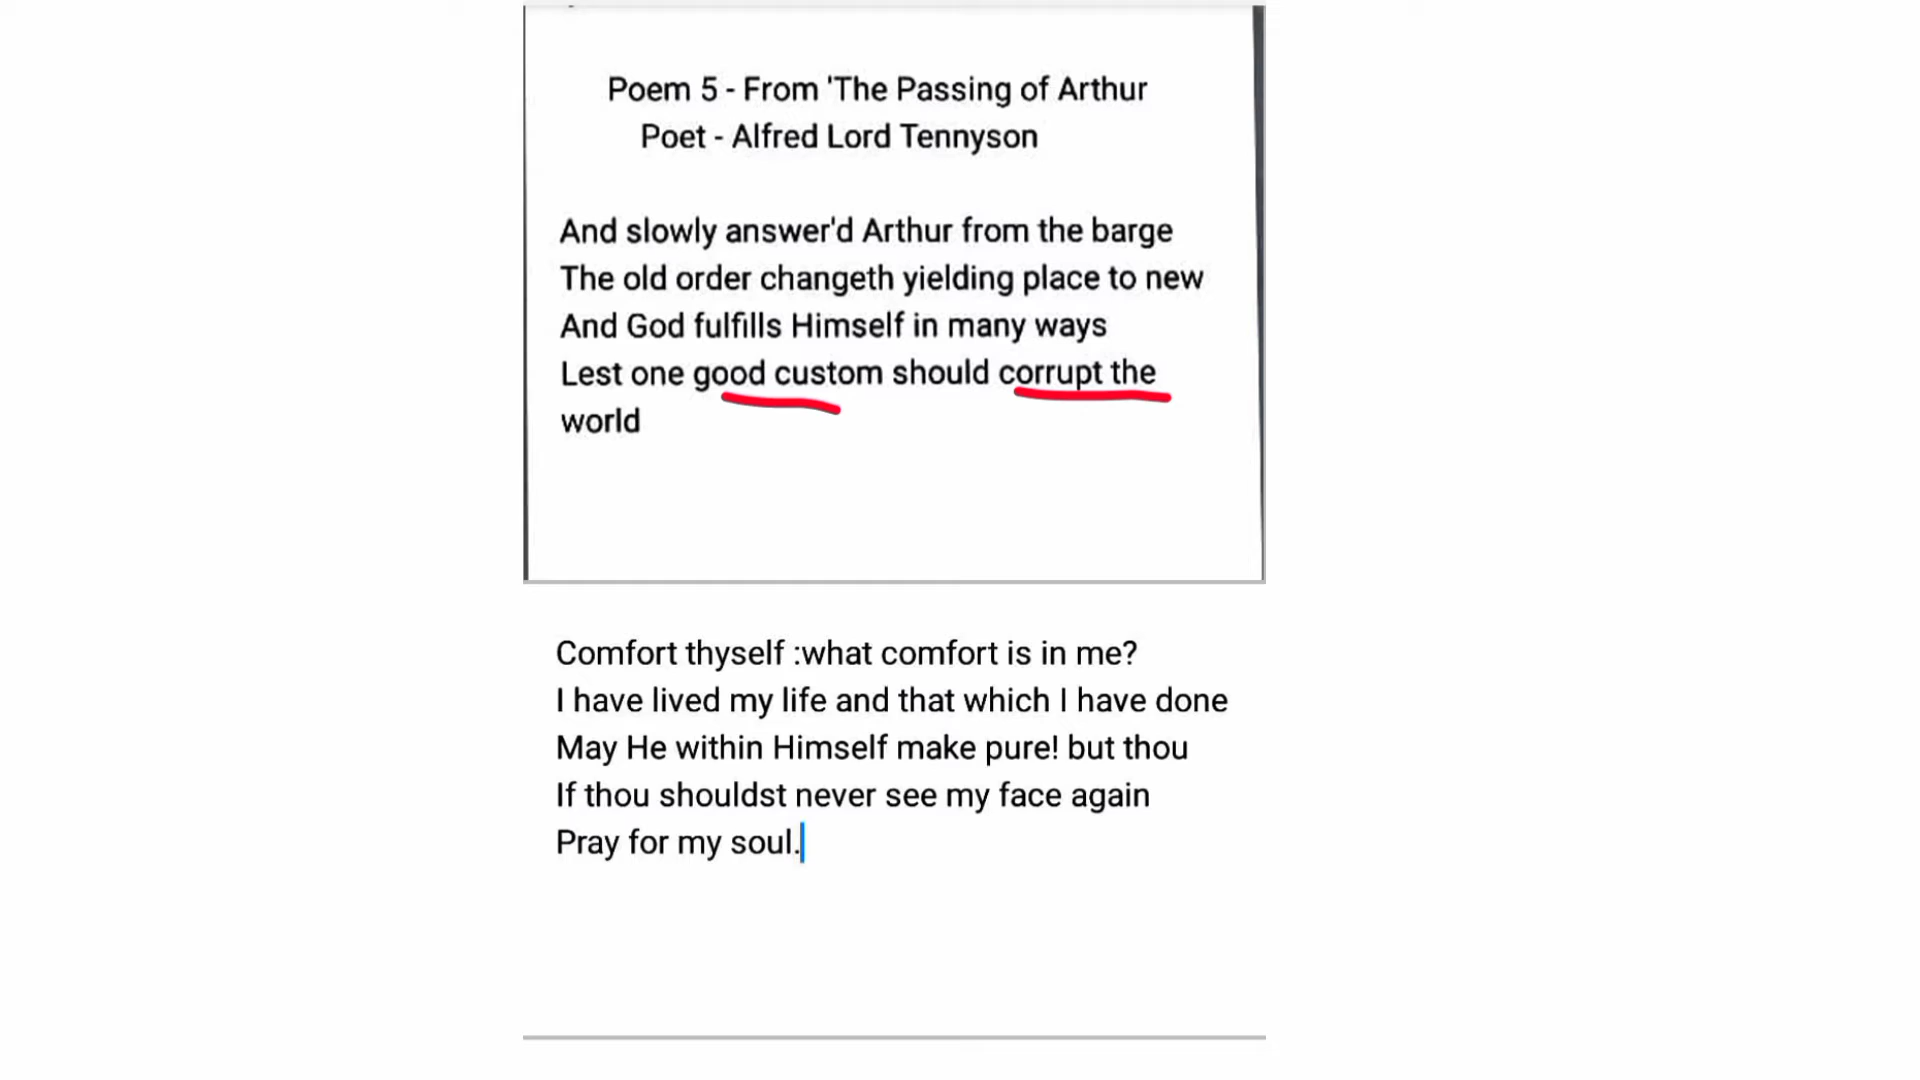 Poem 5 - From 'The Passing of Arthur
Poet - Alfred Lord Tennyson
And slowly answer'd Arthur from the barge
The old order changeth yielding place to new
And God fulfills Himself in many ways
Lest one good custom should corrupt the
world
Comfort thyself :what comfort is in me?
I have lived my life and that which I have done
May He within Himself make pure! but thou
If thou shouldst never see my face again
Pray for my soul.